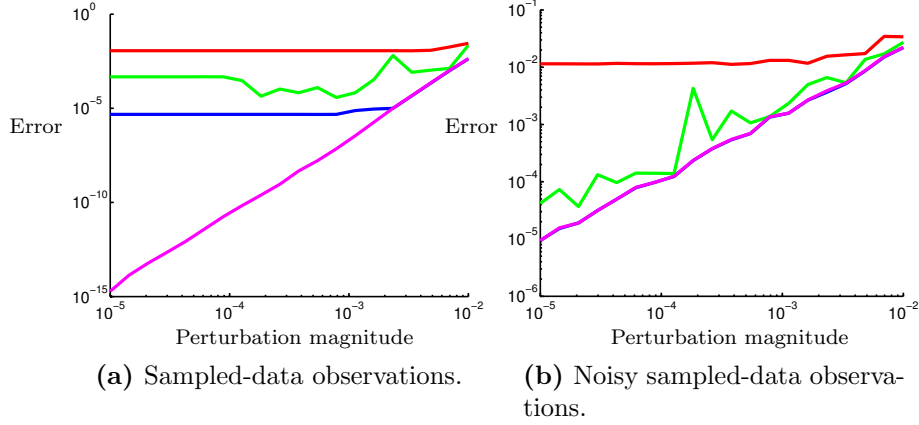 10⁰
10⁻⁵
Error
10⁻¹⁰
10⁻¹⁵
10⁻⁵
10⁻⁴
10⁻³
10⁻²
Perturbation magnitude
(a) Sampled-data observations.
10⁻¹
10⁻²
Error
10⁻³
10⁻⁴
10⁻⁵
10⁻⁶
10⁻⁵
10⁻⁴
10⁻³
10⁻²
Perturbation magnitude
(b) Noisy sampled-data observa-
tions.